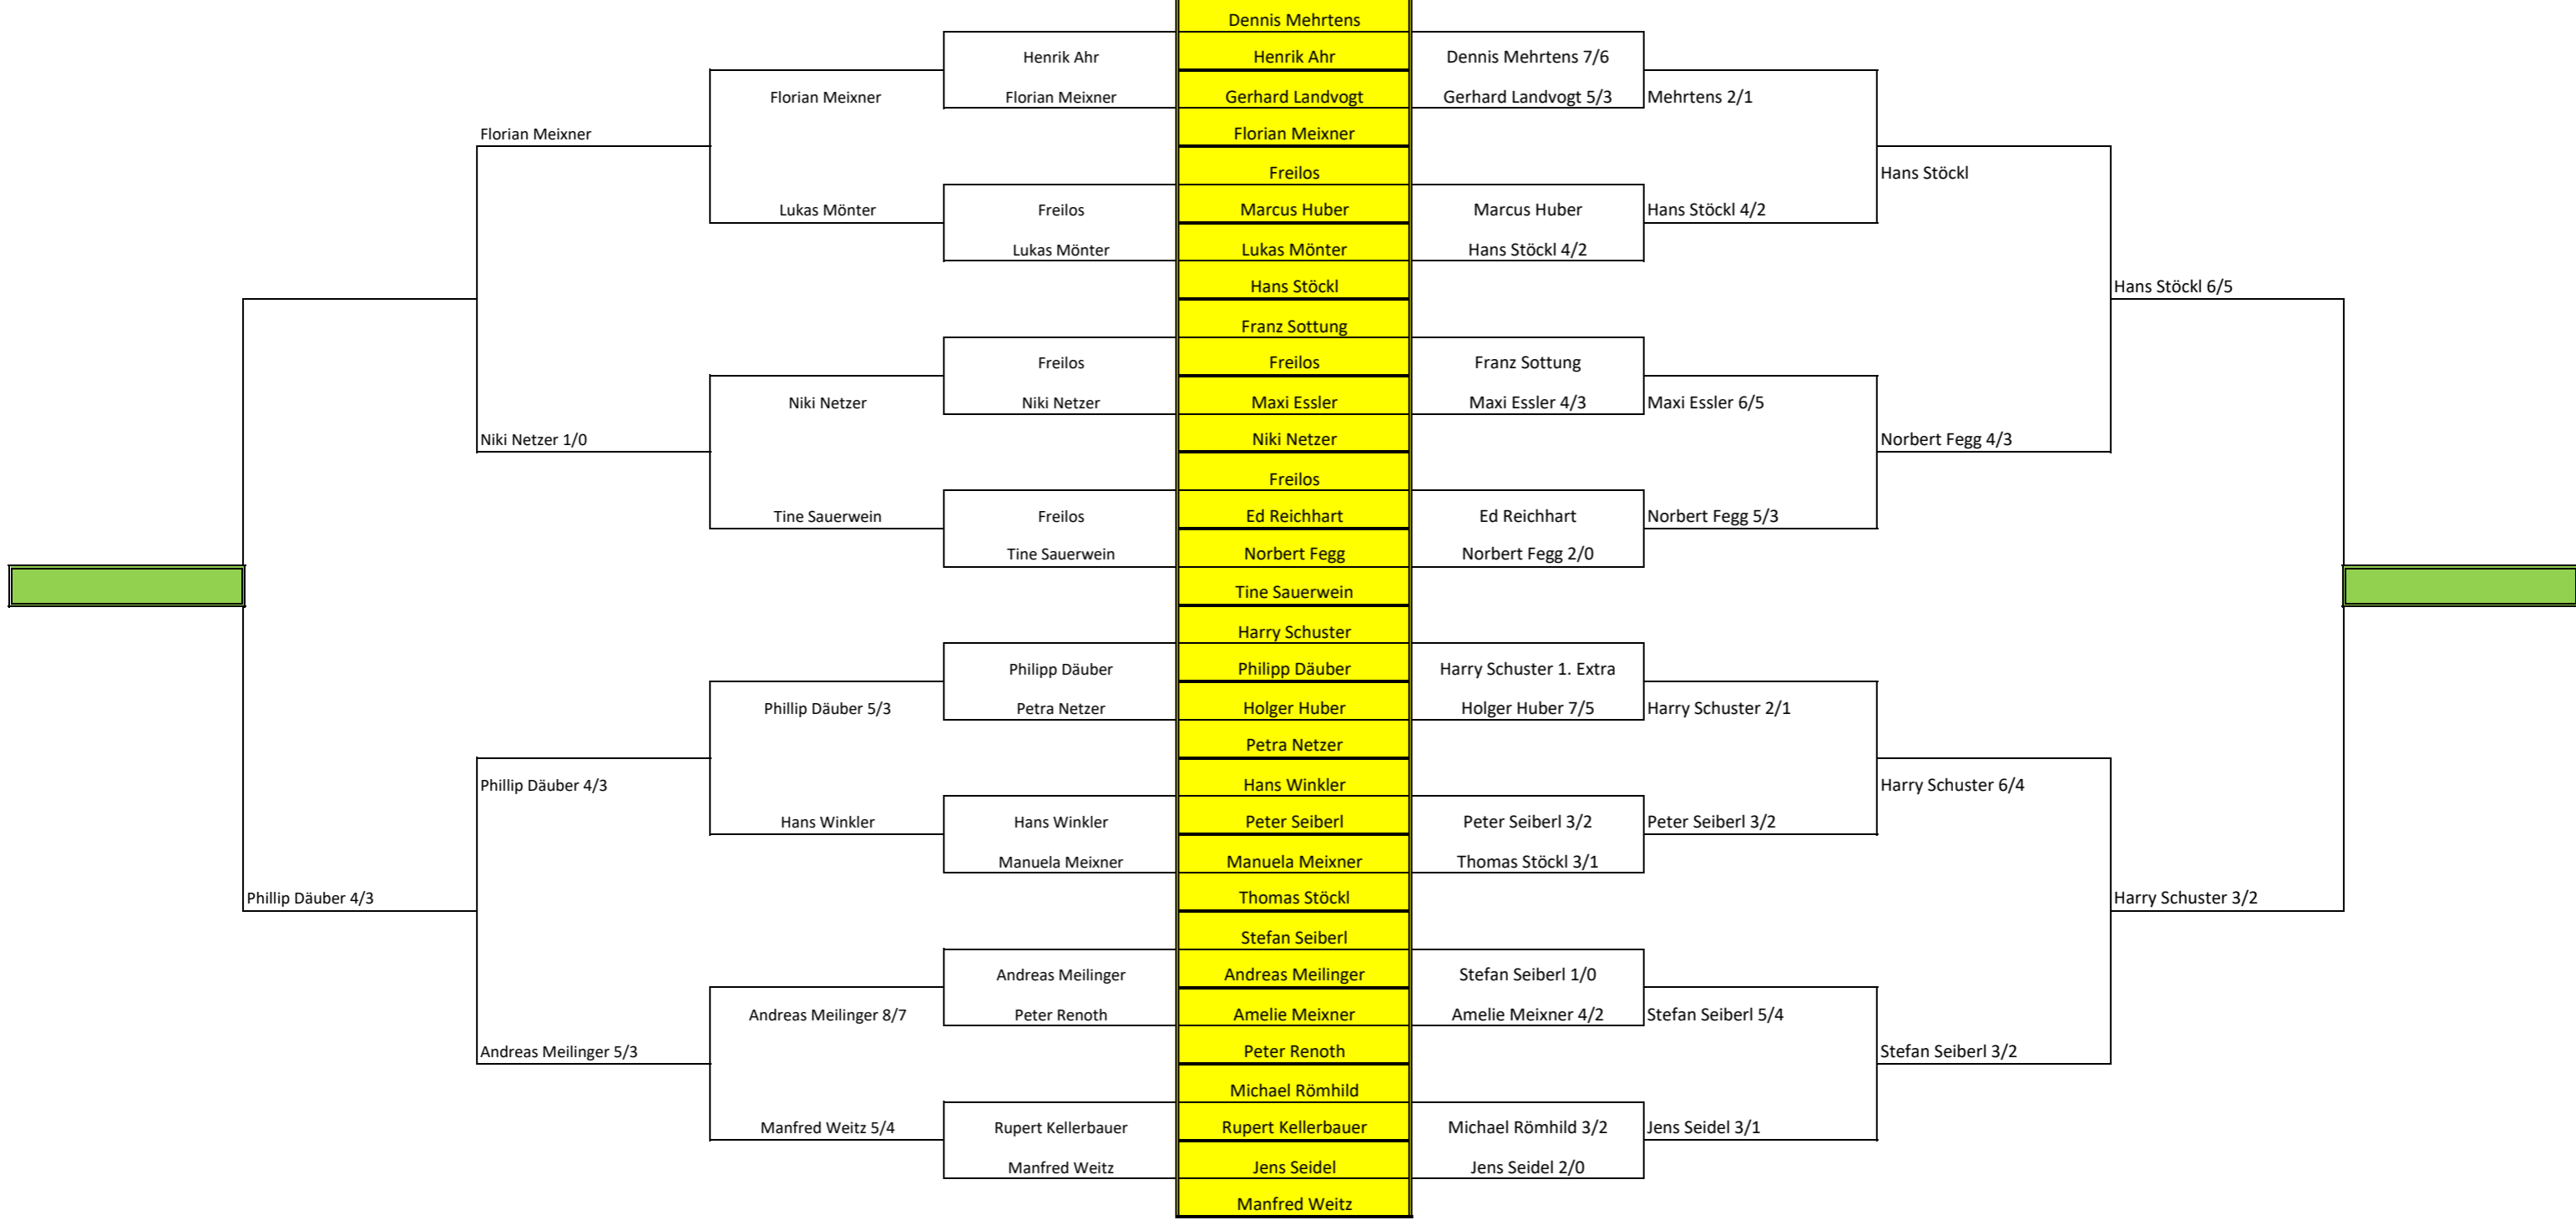 Dennis Mehrtens
Henrik Ahr Henrik Ahr Dennis Mehrtens 7/6
Florian Meixner Florian Meixner Gerhard Landvogt Gerhard Landvogt 5/3 Mehrtens 2/1
Florian Meixner Florian Meixner
Freilos Hans Stöckl
Lukas Mönter Freilos Marcus Huber Marcus Huber Hans Stöckl 4/2
Lukas Mönter Lukas Mönter Hans Stöckl 4/2
Hans Stöckl Hans Stöckl 6/5
Franz Sottung
Freilos Freilos Franz Sottung
Niki Netzer Niki Netzer Maxi Essler Maxi Essler 4/3 Maxi Essler 6/5
Niki Netzer 1/0 Niki Netzer Norbert Fegg 4/3
Freilos
Tine Sauerwein Freilos Ed Reichhart Ed Reichhart Norbert Fegg 5/3
Tine Sauerwein Norbert Fegg Norbert Fegg 2/0
Tine Sauerwein
Harry Schuster
Philipp Däuber Philipp Däuber Harry Schuster 1. Extra
Phillip Däuber 5/3 Petra Netzer Holger Huber Holger Huber 7/5 Harry Schuster 2/1
Petra Netzer
Phillip Däuber 4/3 Hans Winkler Harry Schuster 6/4
Hans Winkler Hans Winkler Peter Seiberl Peter Seiberl 3/2 Peter Seiberl 3/2
Manuela Meixner Manuela Meixner Thomas Stöckl 3/1
Phillip Däuber 4/3 Thomas Stöckl Harry Schuster 3/2
Stefan Seiberl
Andreas Meilinger Andreas Meilinger Stefan Seiberl 1/0
Andreas Meilinger 8/7 Peter Renoth Amelie Meixner Amelie Meixner 4/2 Stefan Seiberl 5/4
Andreas Meilinger 5/3 Peter Renoth Stefan Seiberl 3/2
Michael Römhild
Manfred Weitz 5/4 Rupert Kellerbauer Rupert Kellerbauer Michael Römhild 3/2 Jens Seidel 3/1
Manfred Weitz Jens Seidel Jens Seidel 2/0
Manfred Weitz